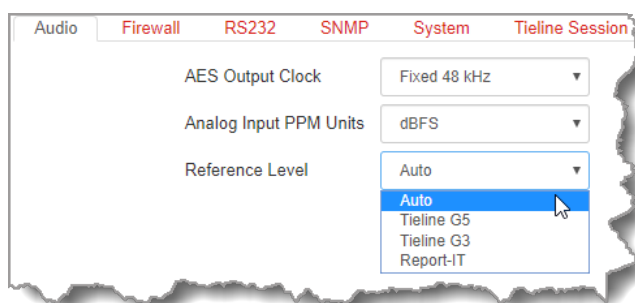 Audio Firewall RS232 SNMP System Tieline Session
AES Output Clock Fixed 48 kHz
Analog Input PPM Units dBFS
Reference Level Auto
Auto
Tieline G5
Tieline G3
Report-IT